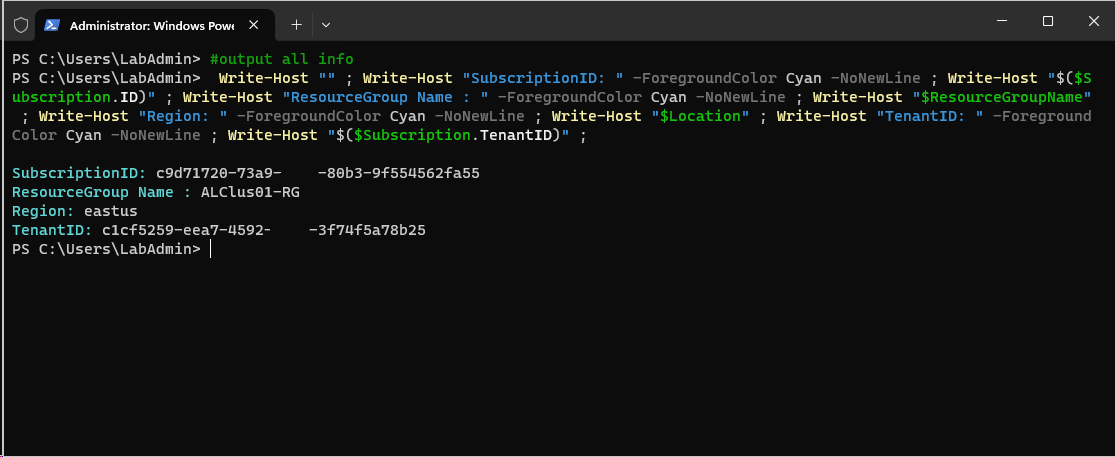 Administrator: Windows Powe
PS C:\Users\LabAdmin> #output all info
PS C:\Users\LabAdmin>  Write-Host "" ; Write-Host "SubscriptionID: " -ForegroundColor Cyan -NoNewLine ; Write-Host "$($S
ubscription.ID)" ; Write-Host "ResourceGroup Name : " -ForegroundColor Cyan -NoNewLine ; Write-Host "$ResourceGroupName"
 ; Write-Host "Region: " -ForegroundColor Cyan -NoNewLine ; Write-Host "$Location" ; Write-Host "TenantID: " -Foreground
Color Cyan -NoNewLine ; Write-Host "$($Subscription.TenantID)" ;
SubscriptionID: c9d71720-73a9-    -80b3-9f554562fa55
ResourceGroup Name : ALClus01-RG
Region: eastus
TenantID: c1cf5259-eea7-4592-    -3f74f5a78b25
PS C:\Users\LabAdmin>